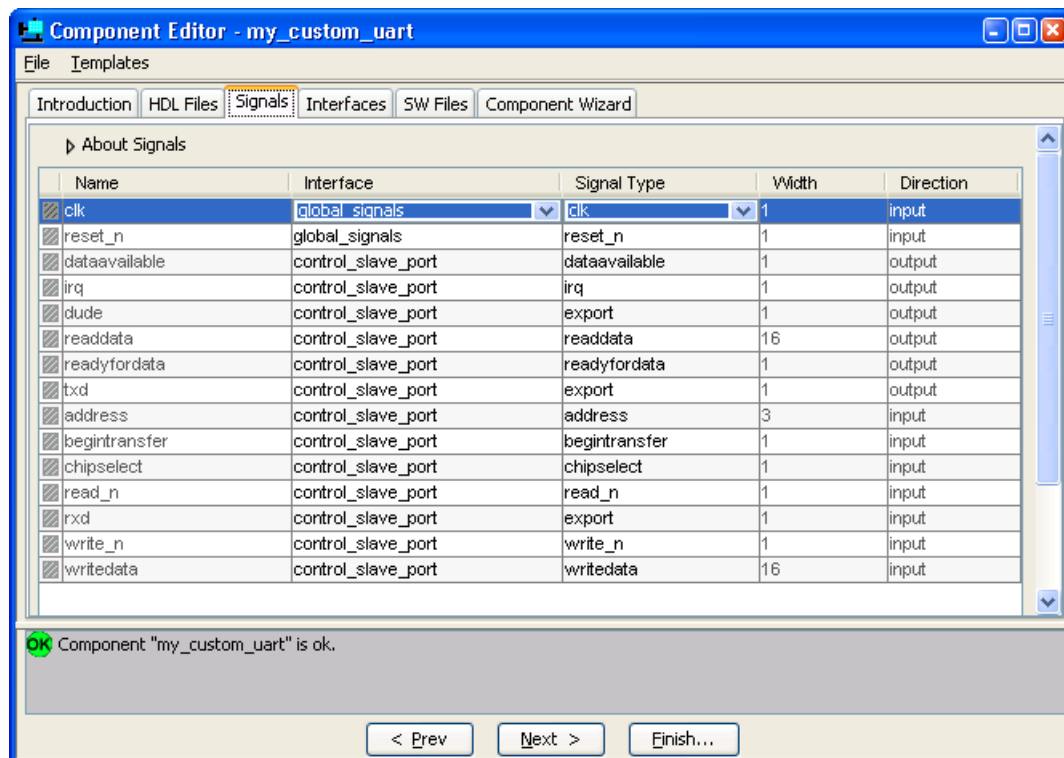 Component Editor - my_custom_uart
File Templates
Introduction HDL Files Signals Interfaces SW Files Component Wizard
About Signals
Name Interface Signal Type Width Direction
clk global_signals clk 1 input
reset_n global_signals reset_n 1 input
dataavailable control_slave_port dataavailable 1 output
irq control_slave_port irq 1 output
dude control_slave_port export 1 output
readdata control_slave_port readdata 16 output
readyfordata control_slave_port readyfordata 1 output
txd control_slave_port export 1 output
address control_slave_port address 3 input
begintransfer control_slave_port begintransfer 1 input
chipselect control_slave_port chipselect 1 input
read_n control_slave_port read_n 1 input
rxd control_slave_port export 1 input
write_n control_slave_port write_n 1 input
writedata control_slave_port writedata 16 input
OK Component "my_custom_uart" is ok.
< Prev Next > Finish...